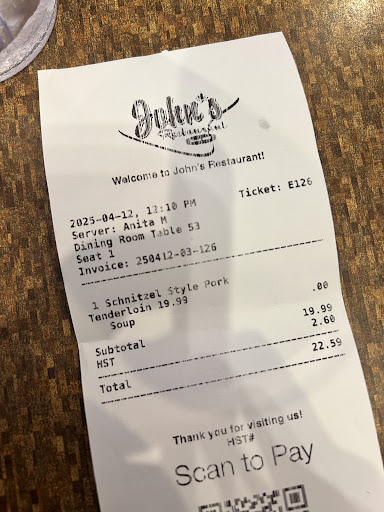 John's
Restaurant
Welcome to John's Restaurant!
Ticket: E126
2025-04-12, 12:10 PM
Server: Anita M
Dining Room Table 53
Seat 1
Invoice: 250412-03-126
1 Schnitzel Style Pork
Tenderloin 19.99
Soup .00
Subtotal 19.99
HST 2.60
Total 22.59
Thank you for visiting us!
HST#
Scan to Pay